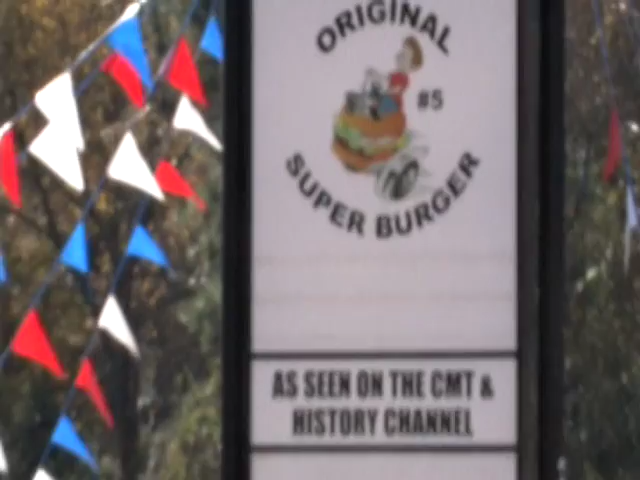 ORIGINAL
#5
SUPER BURGER
AS SEEN ON THE CMT &
HISTORY CHANNEL